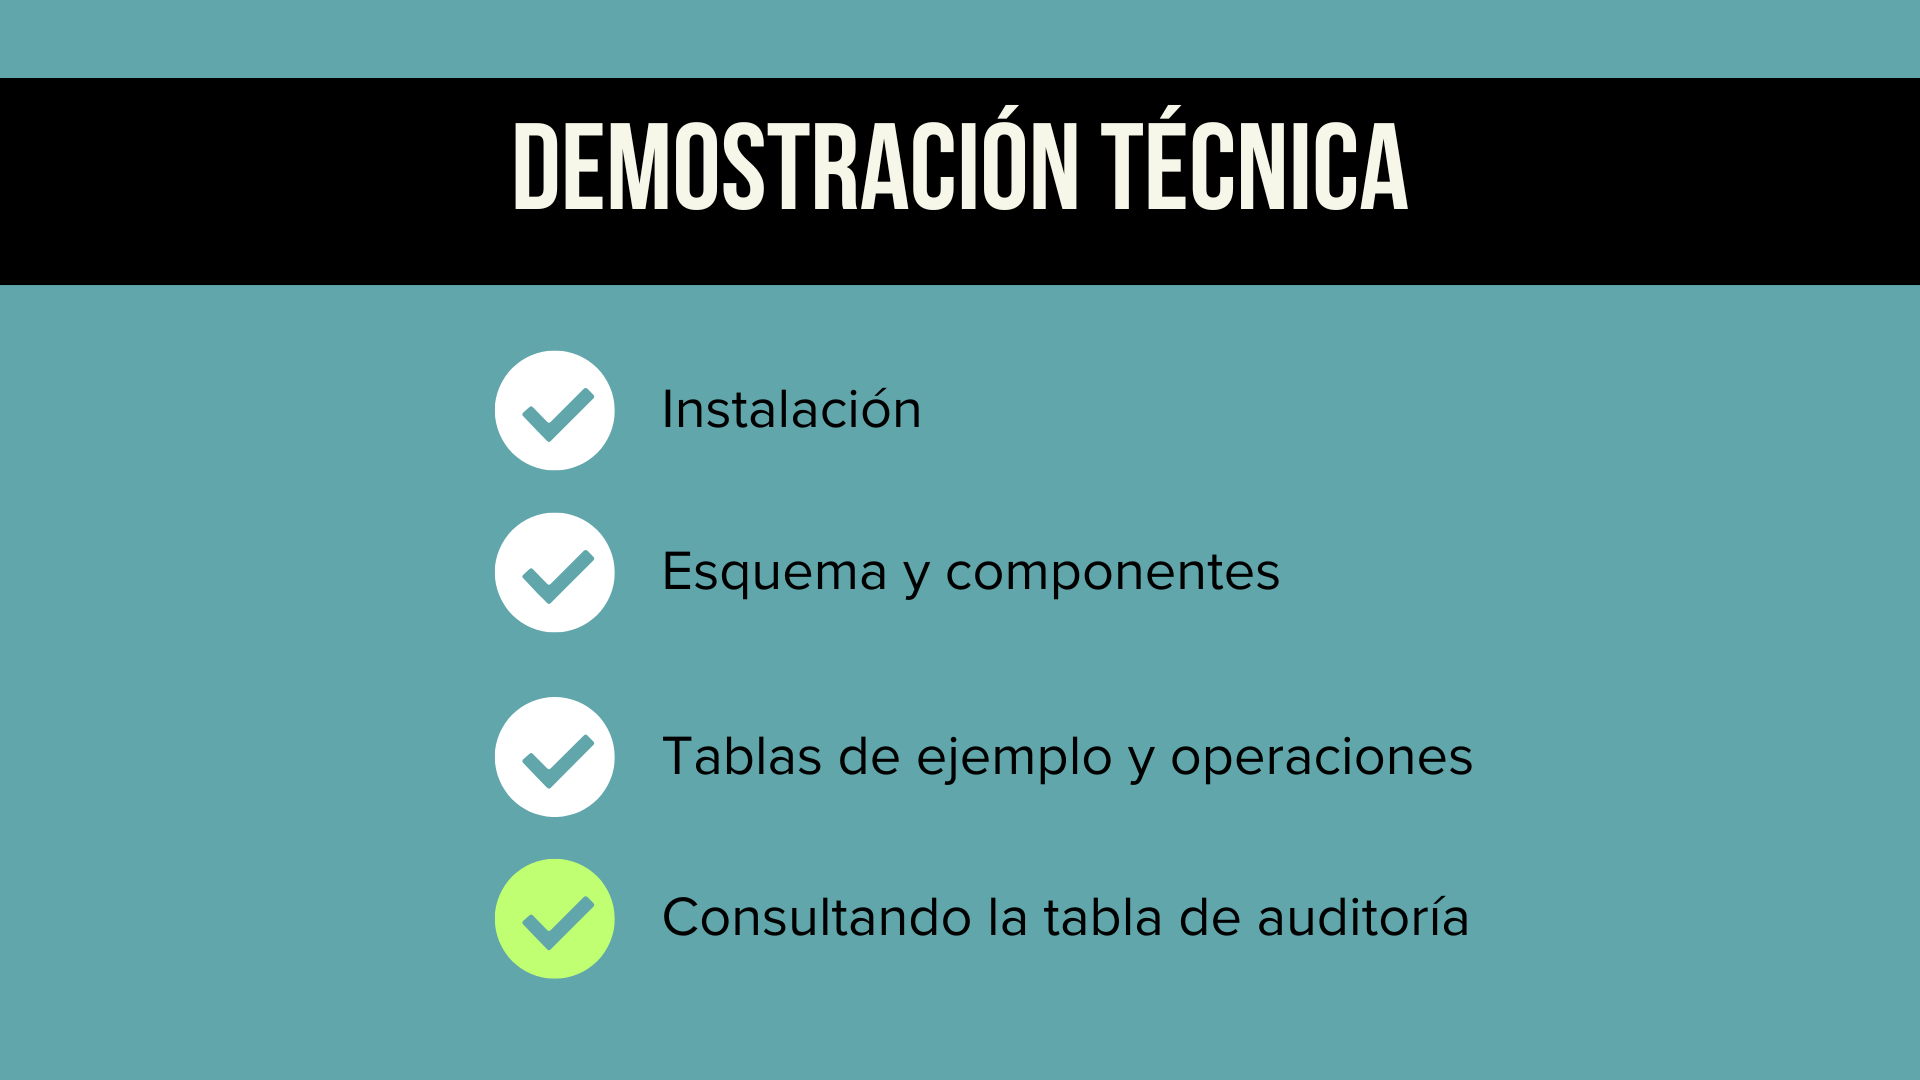 DEMOSTRACIÓN TÉCNICA
Instalación
Esquema y componentes
Tablas de ejemplo y operaciones
Consultando la tabla de auditoría